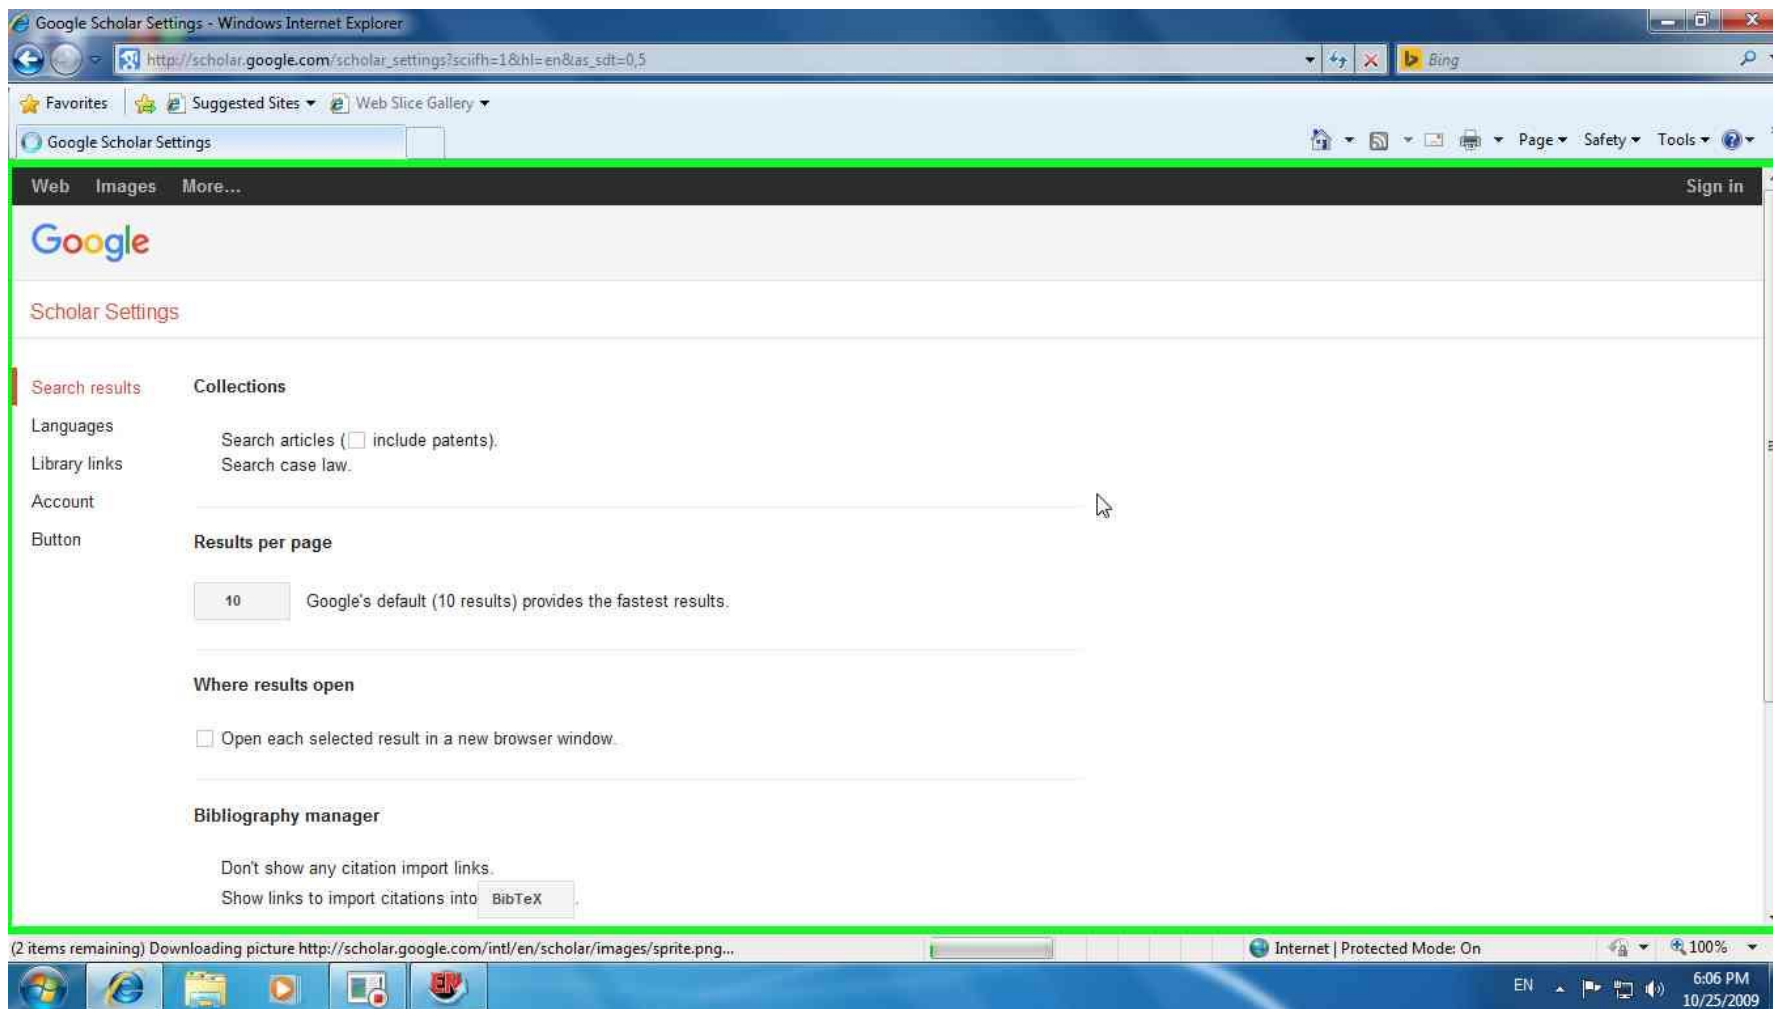 Google Scholar Settings - Windows Internet Explorer
http://scholar.google.com/scholar_settings?sciifh=1&hl=en&as_sdt=0,5
Bing
Favorites Suggested Sites Web Slice Gallery
Google Scholar Settings
Page Safety Tools
Web Images More... Sign in
Google
Scholar Settings
Search results
Languages
Library links
Account
Button
Collections
Search articles ( include patents).
Search case law.
Results per page
10 Google's default (10 results) provides the fastest results.
Where results open
Open each selected result in a new browser window.
Bibliography manager
Don't show any citation import links.
Show links to import citations into BibTeX .
(2 items remaining) Downloading picture http://scholar.google.com/intl/en/scholar/images/sprite.png... Internet | Protected Mode: On 100%
EN 6:06 PM
10/25/2009